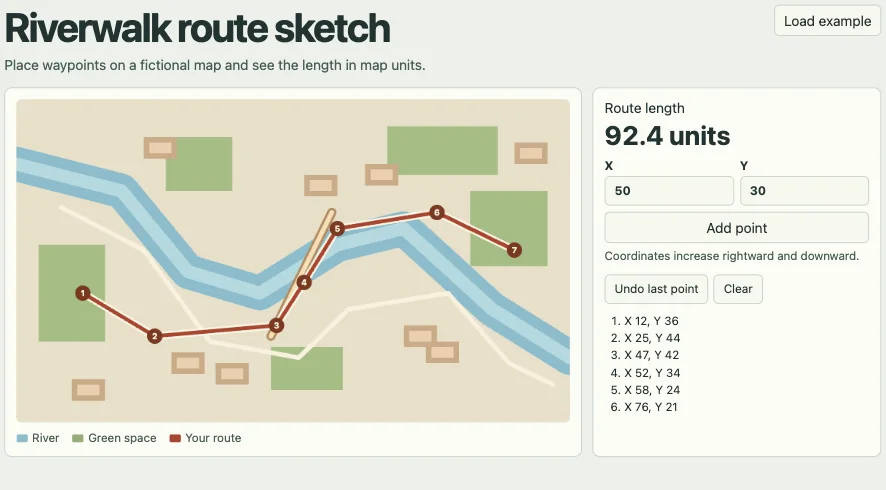 Riverwalk route sketch
Load example
Place waypoints on a fictional map and see the length in map units.
1
2
3
4
5
6
7
River
Green space
Your route
Route length
92.4 units
X
Y
50
30
Add point
Coordinates increase rightward and downward.
Undo last point
Clear
1. X 12, Y 36
2. X 25, Y 44
3. X 47, Y 42
4. X 52, Y 34
5. X 58, Y 24
6. X 76, Y 21